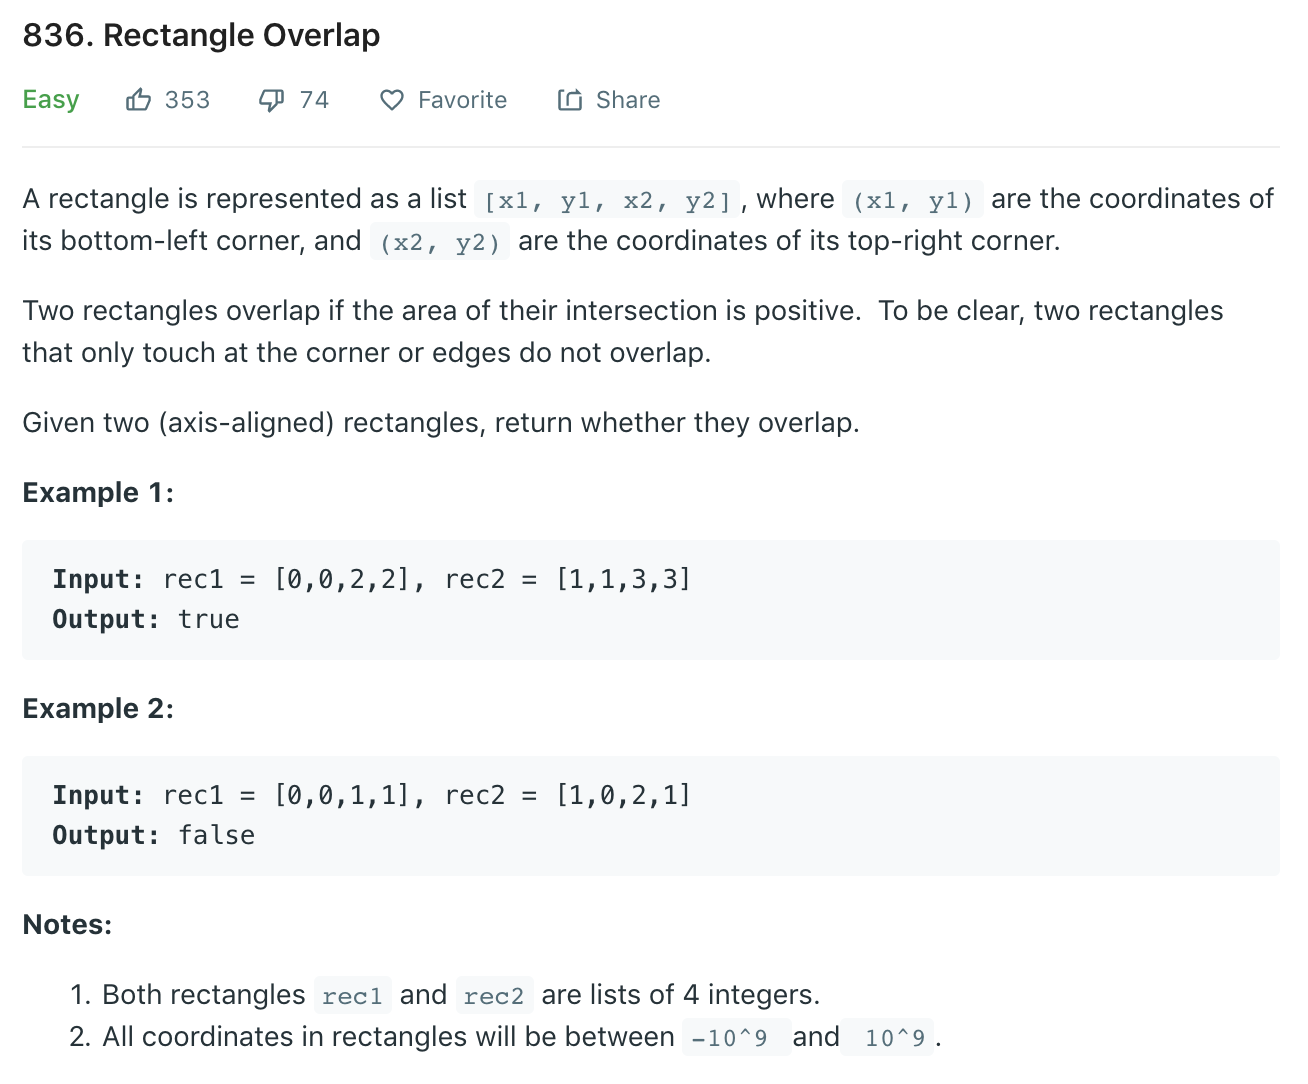 836. Rectangle Overlap
Easy 353 74 Favorite Share
A rectangle is represented as a list [x1, y1, x2, y2], where (x1, y1) are the coordinates of
its bottom-left corner, and (x2, y2) are the coordinates of its top-right corner.
Two rectangles overlap if the area of their intersection is positive.  To be clear, two rectangles
that only touch at the corner or edges do not overlap.
Given two (axis-aligned) rectangles, return whether they overlap.
Example 1:
Input: rec1 = [0,0,2,2], rec2 = [1,1,3,3]
Output: true
Example 2:
Input: rec1 = [0,0,1,1], rec2 = [1,0,2,1]
Output: false
Notes:
1. Both rectangles rec1 and rec2 are lists of 4 integers.
2. All coordinates in rectangles will be between -10^9 and 10^9.